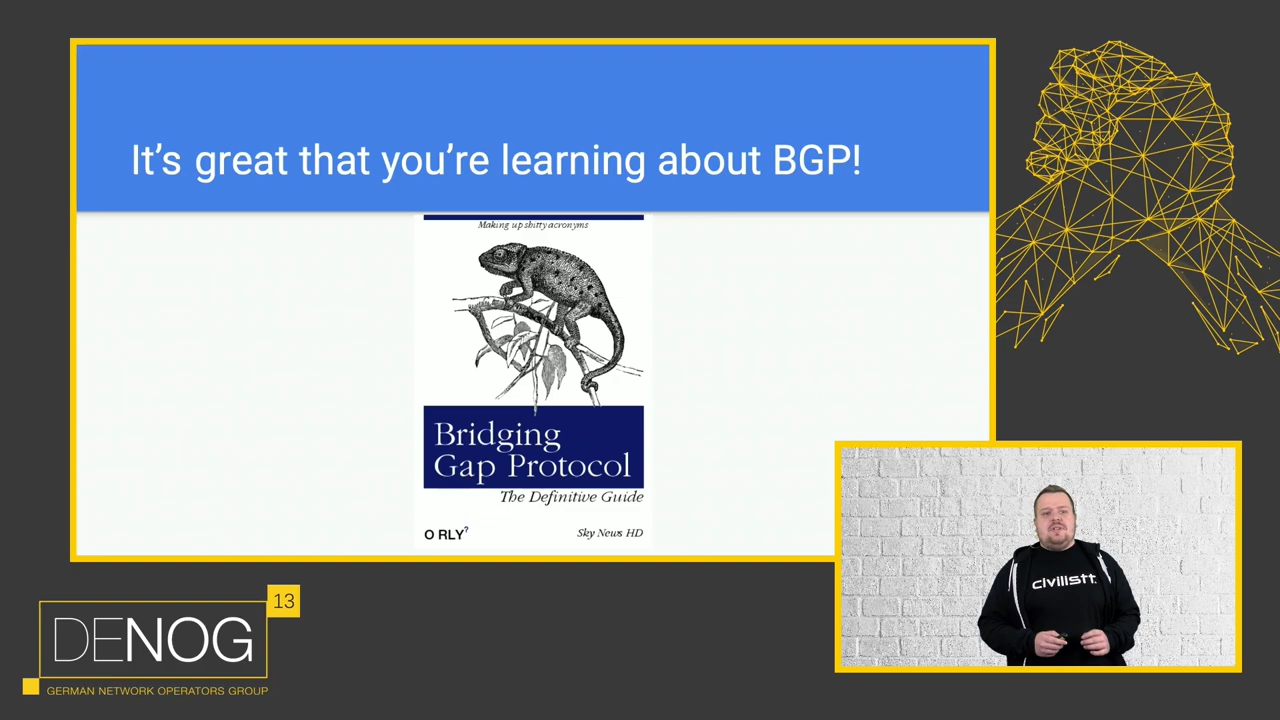 It's great that you're learning about BGP!
Making up shitty acronyms
Bridging
Gap Protocol
The Definitive Guide
O RLY?
Sky News HD
civillstt
13
DENOG
GERMAN NETWORK OPERATORS GROUP